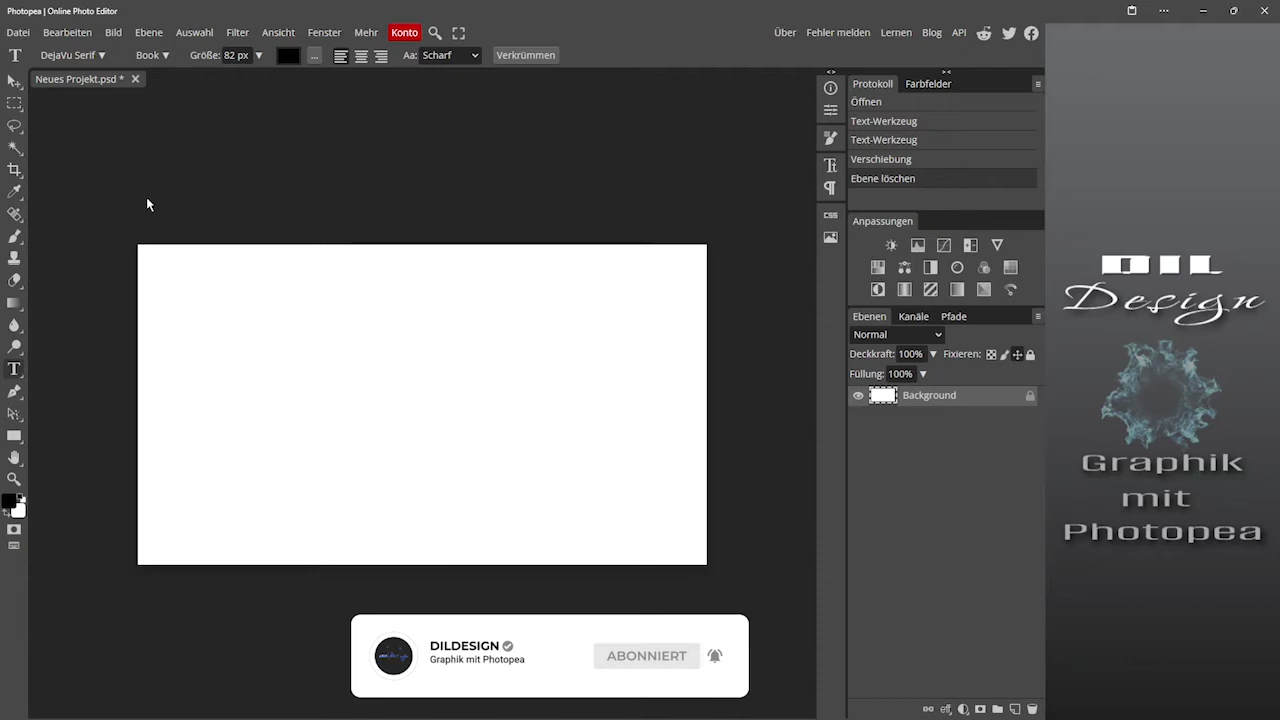 Photopea | Online Photo Editor
Datei Bearbeiten Bild Ebene Auswahl Filter Ansicht Fenster Mehr Konto Über Fehler melden Lernen Blog API
DejaVu Serif Book Größe: 82 px ... Aa: Scharf Verkrümmen
Neues Projekt.psd *
Protokoll Farbfelder
Öffnen
Text-Werkzeug
Text-Werkzeug
Verschiebung
Ebene löschen
CSS
Anpassungen
Ebenen Kanäle Pfade
Normal
Deckkraft: 100% Fixieren:
Füllung: 100%
Background
DIL
Design
Graphik
mit
Photopea
DILDESIGN
Graphik mit Photopea
ABONNIERT